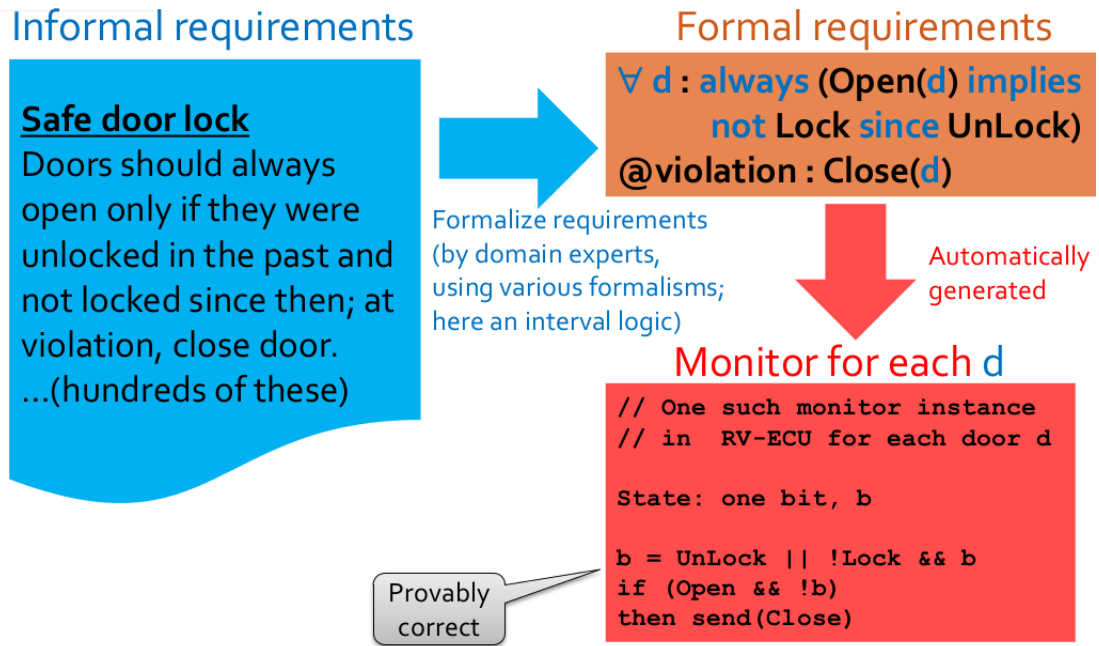 Informal requirements
Safe door lock
Doors should always
open only if they were
unlocked in the past and
not locked since then; at
violation, close door.
...(hundreds of these)
Formalize requirements
(by domain experts,
using various formalisms;
here an interval logic)
Formal requirements
∀ d : always (Open(d) implies
not Lock since UnLock)
@violation : Close(d)
Automatically
generated
Monitor for each d
// One such monitor instance
// in  RV-ECU for each door d
State: one bit, b
b = UnLock || !Lock && b
if (Open && !b)
then send(Close)
Provably
correct